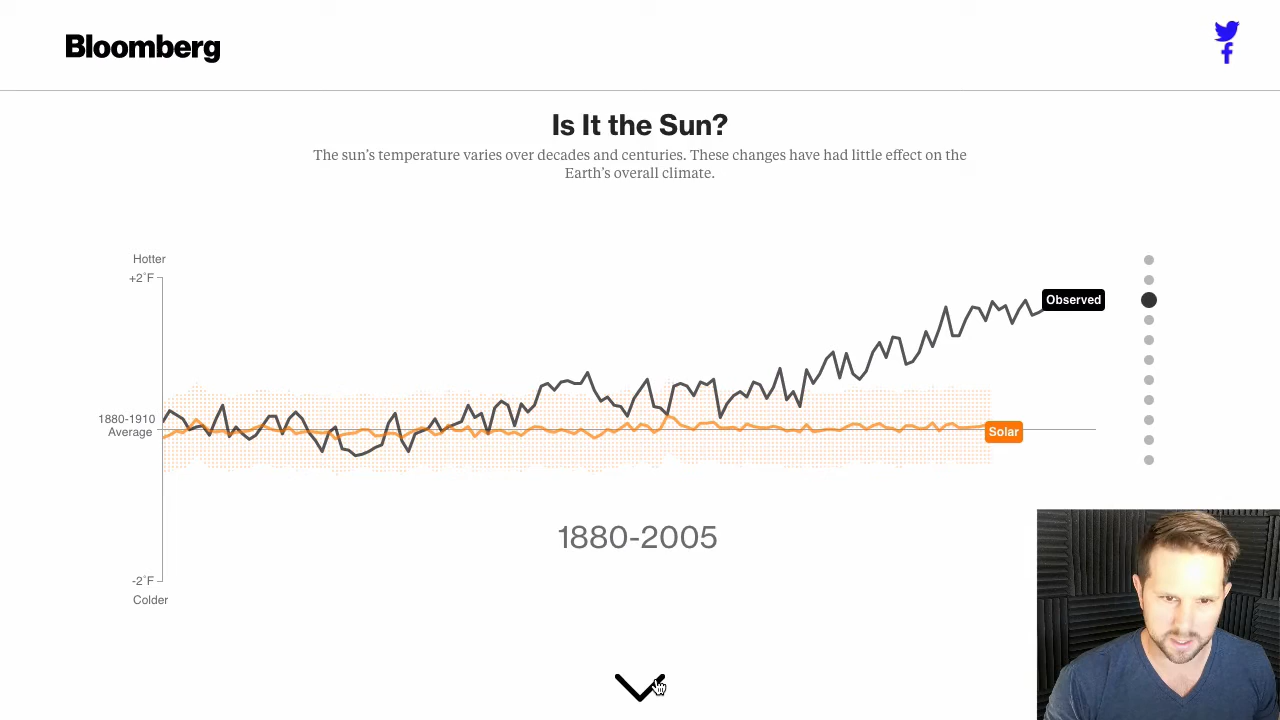 Bloomberg
Is It the Sun?
The sun's temperature varies over decades and centuries. These changes have had little effect on the
Earth's overall climate.
Hotter
+2°F
Observed
1880-1910
Average
Solar
1880-2005
-2°F
Colder